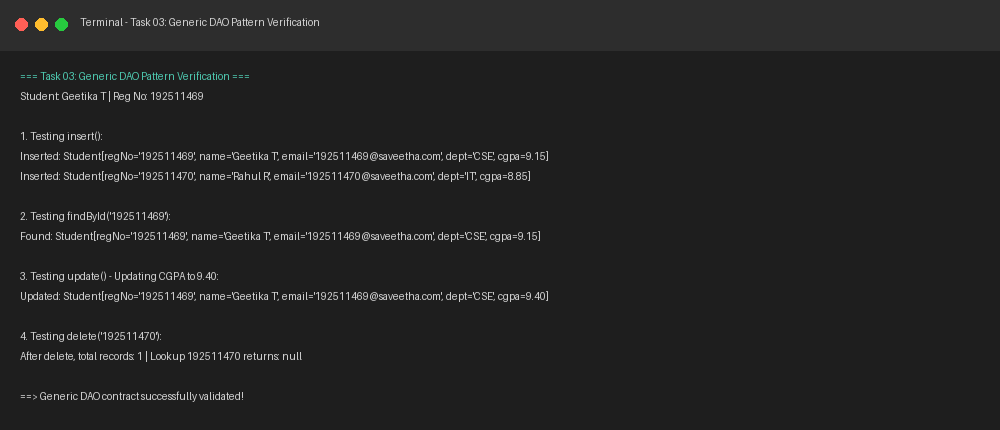 Terminal - Task 03: Generic DAO Pattern Verification
=== Task 03: Generic DAO Pattern Verification ===
Student: Geetika T | Reg No: 192511469
1. Testing insert():
Inserted: Student[regNo='192511469', name='Geetika T', email='192511469@saveetha.com', dept='CSE', cgpa=9.15]
Inserted: Student[regNo='192511470', name='Rahul R', email='192511470@saveetha.com', dept='IT', cgpa=8.85]
2. Testing findById('192511469'):
Found: Student[regNo='192511469', name='Geetika T', email='192511469@saveetha.com', dept='CSE', cgpa=9.15]
3. Testing update() - Updating CGPA to 9.40:
Updated: Student[regNo='192511469', name='Geetika T', email='192511469@saveetha.com', dept='CSE', cgpa=9.40]
4. Testing delete('192511470'):
After delete, total records: 1 | Lookup 192511470 returns: null
==> Generic DAO contract successfully validated!